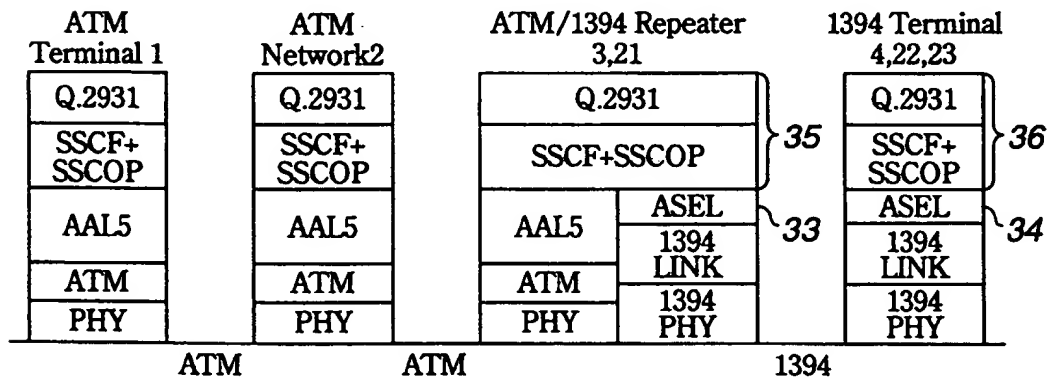 ATM
Terminal 1
ATM
Network2
ATM/1394 Repeater
3,21
1394 Terminal
4,22,23
Q.2931
SSCF+
SSCOP
AAL5
ATM
PHY
Q.2931
SSCF+
SSCOP
AAL5
ATM
PHY
Q.2931
SSCF+SSCOP
35
AAL5
ATM
PHY
ASEL
33
1394
LINK
1394
PHY
Q.2931
SSCF+
SSCOP
36
ASEL
34
1394
LINK
1394
PHY
ATM
ATM
1394